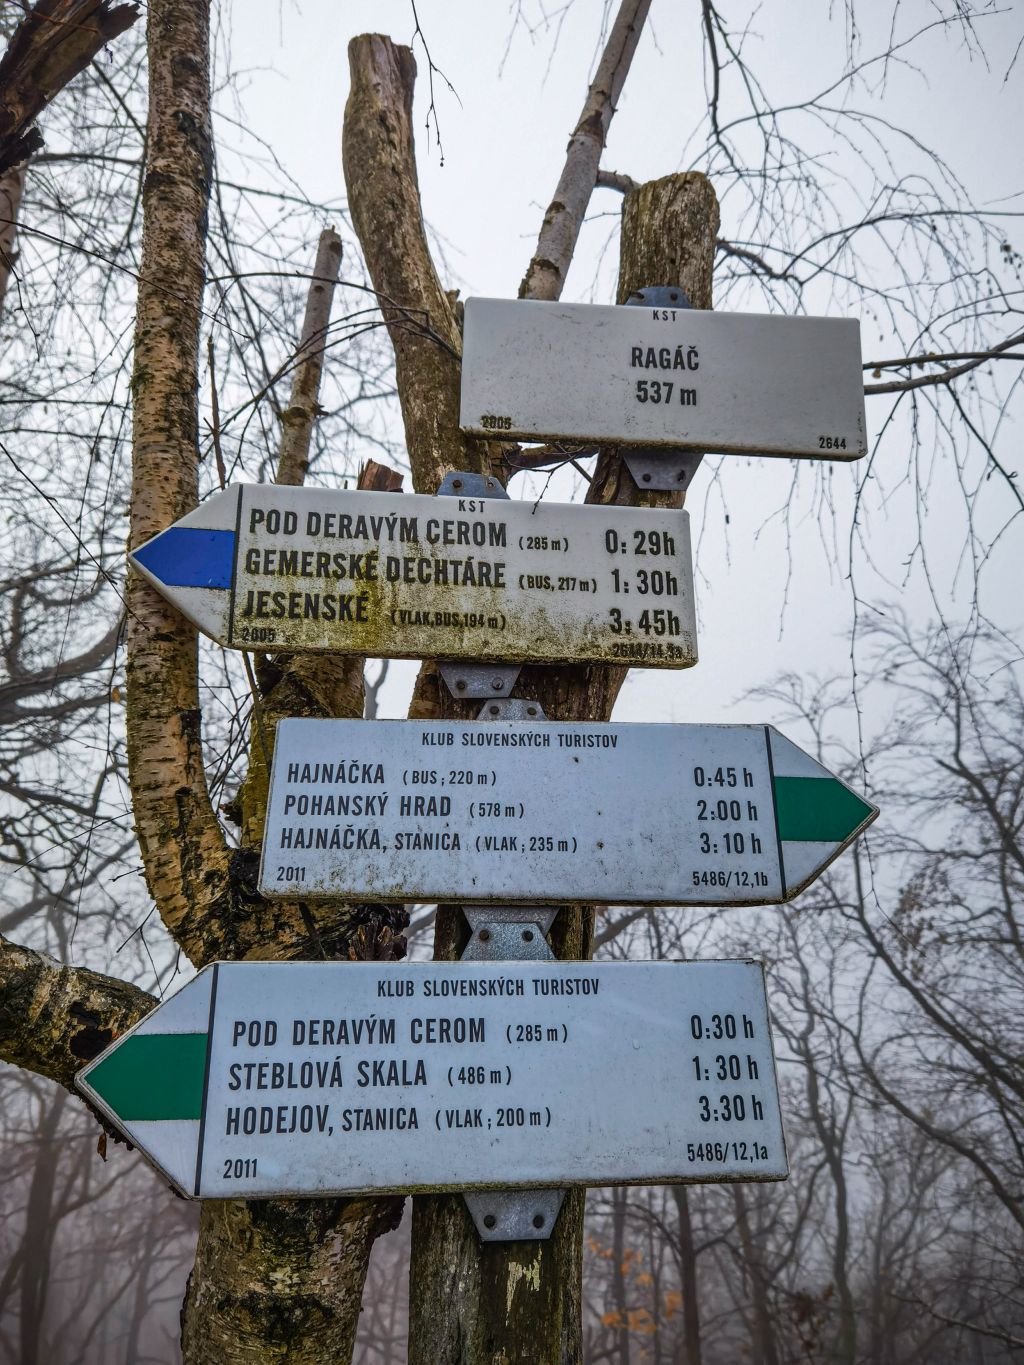 KST
RAGÁČ
537 m
2005 2644
KST
POD DERAVÝM CEROM (285 m) 0:29h
GEMERSKÉ DECHTÁRE (BUS, 217 m) 1:30h
JESENSKÉ (VLAK,BUS,194 m) 3:45h
2005
KLUB SLOVENSKÝCH TURISTOV
HAJNÁČKA (BUS ; 220 m) 0:45 h
POHANSKÝ HRAD (578 m) 2:00 h
HAJNÁČKA, STANICA (VLAK ; 235 m) 3:10 h
2011 5486/12,1b
KLUB SLOVENSKÝCH TURISTOV
POD DERAVÝM CEROM (285 m) 0:30 h
STEBLOVÁ SKALA (486 m) 1:30 h
HODEJOV, STANICA (VLAK ; 200 m) 3:30 h
2011 5486/12,1a